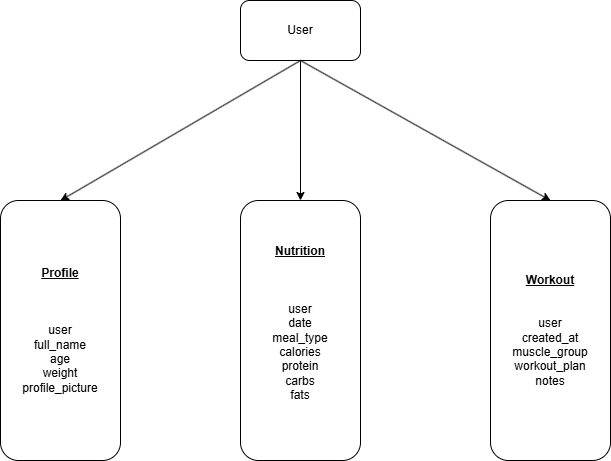 User
Profile
user
full_name
age
weight
profile_picture
Nutrition
user
date
meal_type
calories
protein
carbs
fats
Workout
user
created_at
muscle_group
workout_plan
notes